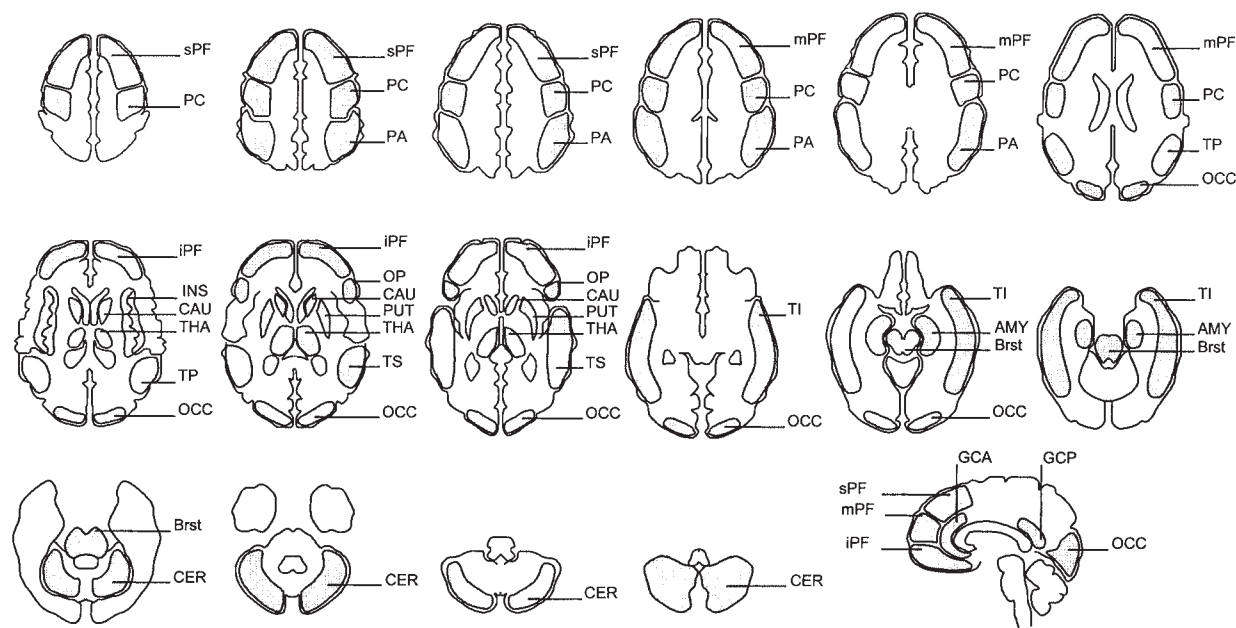 sPF
PC
sPF
PC
PA
sPF
PC
PA
mPF
PC
PA
mPF
PC
PA
mPF
PC
TP
OCC
iPF
INS
CAU
THA
TP
OCC
iPF
OP
CAU
PUT
THA
TS
OCC
iPF
OP
CAU
PUT
THA
TS
OCC
TI
OCC
TI
AMY
Brst
OCC
TI
AMY
Brst
Brst
CER
CER
CER
CER
GCA
GCP
sPF
mPF
iPF
OCC